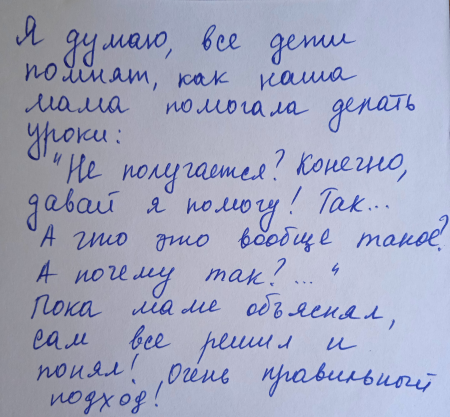 Я думаю, все дети
помнят, как наша
мама помогала делать
уроки:
"Не получается? Конечно,
давай я помогу! Так...
А что это вообще такое?
А почему так?..."
Пока маме объяснял,
сам все решил и
понял! Очень правильный
подход!